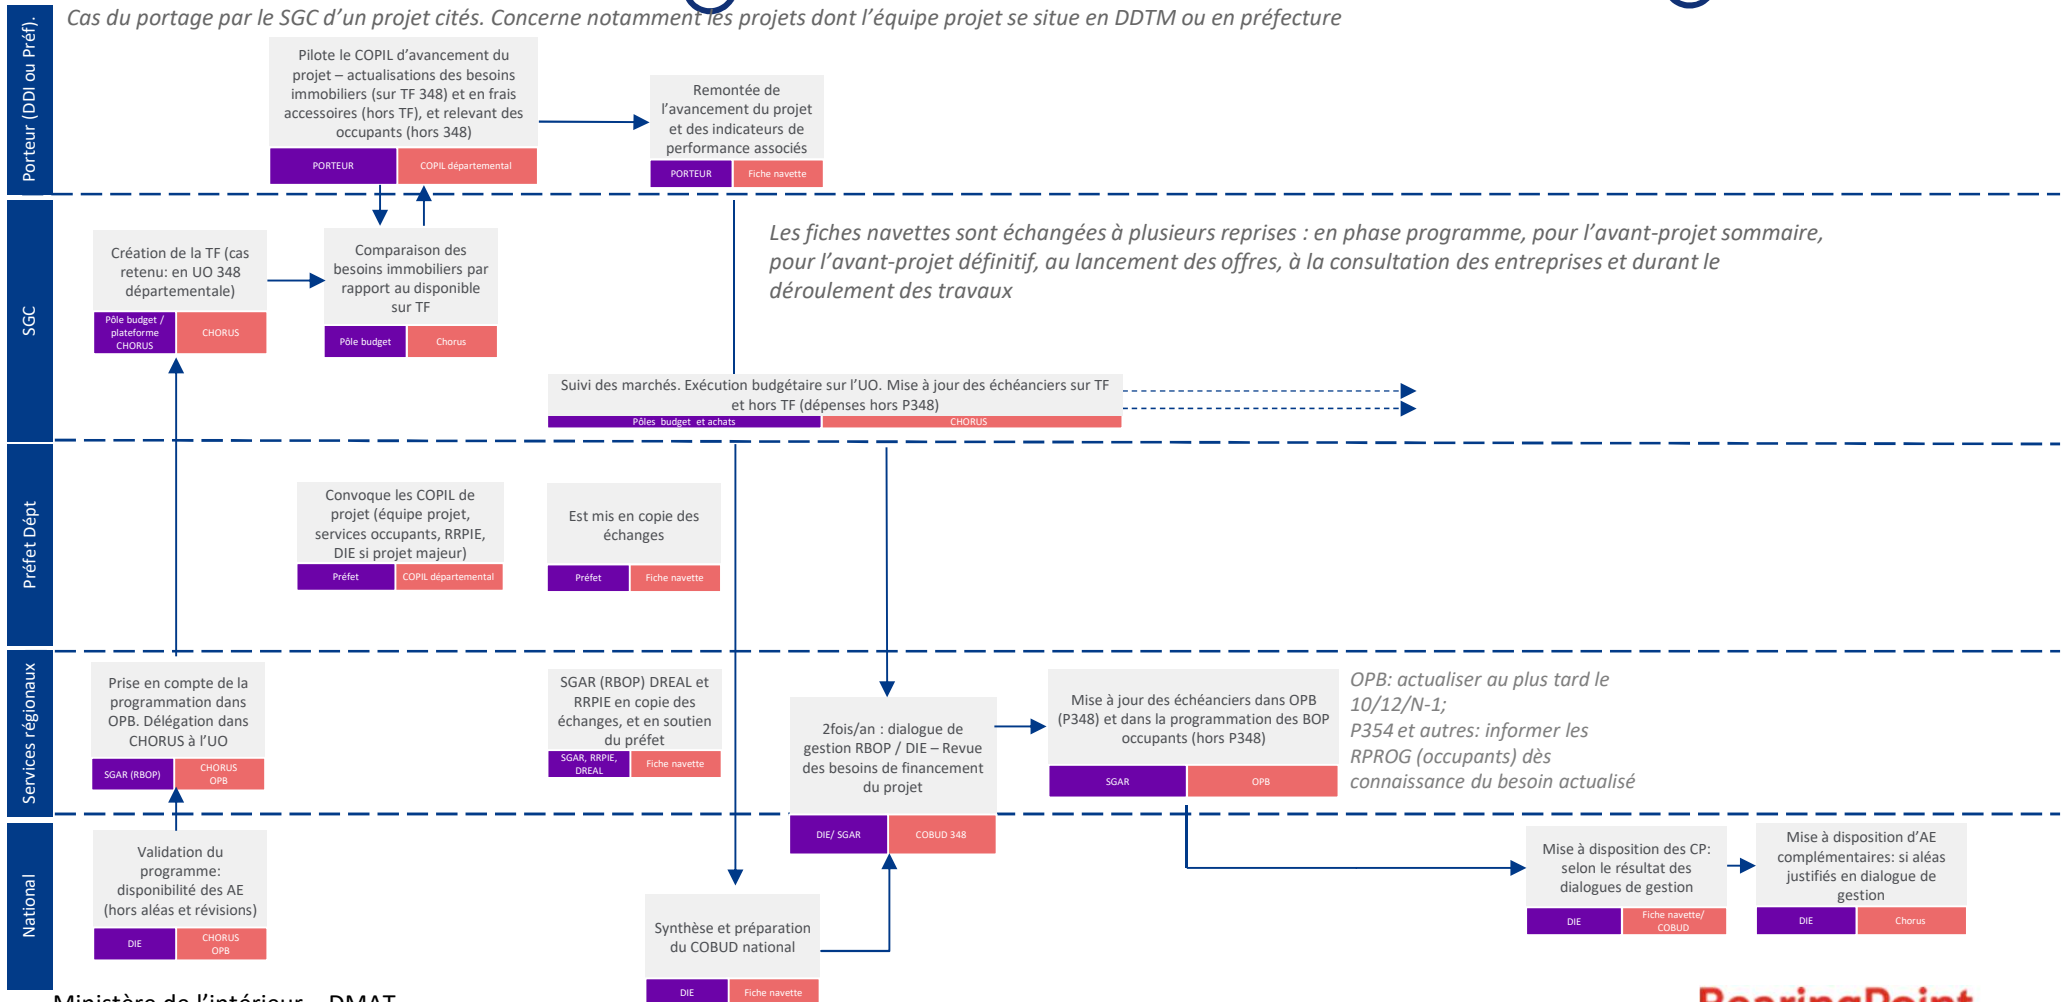 Cas du portage par le SGC d'un projet cités. Concerne notamment les projets dont l'équipe projet se situe en DDTM ou en préfecture
Porteur (DDI ou Préf).
Pilote le COPIL d'avancement du
projet – actualisations des besoins
immobiliers (sur TF 348) et en frais
accessoires (hors TF), et relevant des
occupants (hors 348)
PORTEUR
COPIL départemental
Remontée de
l'avancement du projet
et des indicateurs de
performance associés
PORTEUR
Fiche navette
SGC
Création de la TF (cas
retenu: en UO 348
départementale)
Pôle budget /
plateforme
CHORUS
CHORUS
Comparaison des
besoins immobiliers par
rapport au disponible
sur TF
Pôle budget
Chorus
Les fiches navettes sont échangées à plusieurs reprises : en phase programme, pour l'avant-projet sommaire,
pour l'avant-projet définitif, au lancement des offres, à la consultation des entreprises et durant le
déroulement des travaux
Suivi des marchés. Exécution budgétaire sur l'UO. Mise à jour des échéanciers sur TF
et hors TF (dépenses hors P348)
Pôles budget et achats
CHORUS
Préfet Dépt
Convoque les COPIL de
projet (équipe projet,
services occupants, RRPIE,
DIE si projet majeur)
Préfet
COPIL départemental
Est mis en copie des
échanges
Préfet
Fiche navette
Services régionaux
Prise en compte de la
programmation dans
OPB. Délégation dans
CHORUS à l'UO
SGAR (RBOP)
CHORUS
OPB
SGAR (RBOP) DREAL et
RRPIE en copie des
échanges, et en soutien
du préfet
SGAR, RRPIE,
DREAL
Fiche navette
2fois/an : dialogue de
gestion RBOP / DIE – Revue
des besoins de financement
du projet
DIE/ SGAR
COBUD 348
Mise à jour des échéanciers dans OPB
(P348) et dans la programmation des BOP
occupants (hors P348)
SGAR
OPB
OPB: actualiser au plus tard le
10/12/N-1;
P354 et autres: informer les
RPROG (occupants) dès
connaissance du besoin actualisé
National
Validation du
programme:
disponibilité des AE
(hors aléas et révisions)
DIE
CHORUS
OPB
Synthèse et préparation
du COBUD national
DIE
Fiche navette
Mise à disposition des CP:
selon le résultat des
dialogues de gestion
DIE
Fiche navette/
COBUD
Mise à disposition d'AE
complémentaires: si aléas
justifiés en dialogue de
gestion
DIE
Chorus
Ministère de l'intérieur – DMAT
BearingPoint